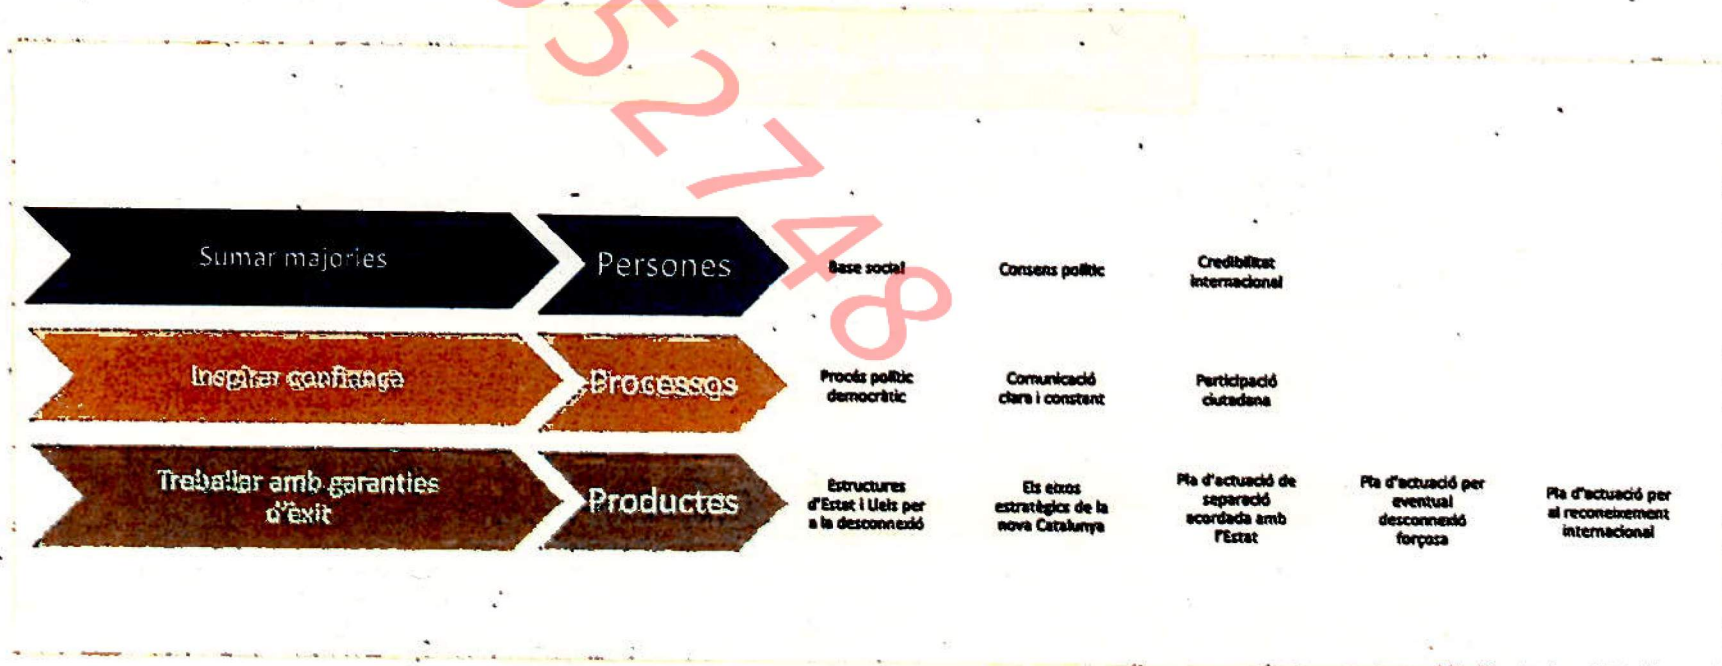 52748
Sumar majories
Persones
Base social
Consens polític
Credibilitat
internacional
Inspirar confiança
Processos
Procés polític
democràtic
Comunicació
clara i constant
Participació
ciutadana
Treballar amb garanties
d'èxit
Productes
Estructures
d'Estat i Lleis per
a la desconnexió
Els eixos
estratègics de la
nova Catalunya
Pla d'actuació de
separació
acordada amb
l'Estat
Pla d'actuació per
eventual
desconnexió
forçosa
Pla d'actuació per
al reconeixement
internacional